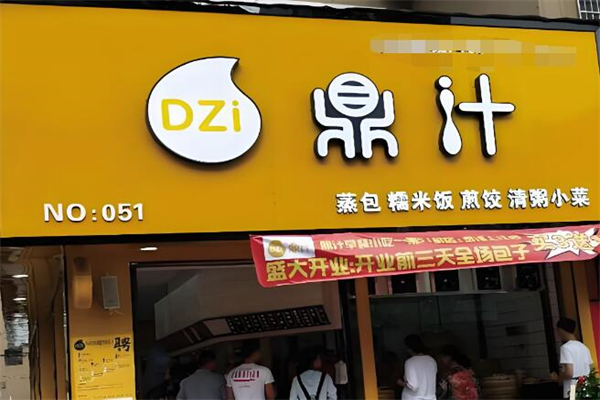 DZi 鼎汁
蒸包 糯米饭 煎饺 清粥小菜
NO:051
盛大开业:开业前三天全场包子
聘